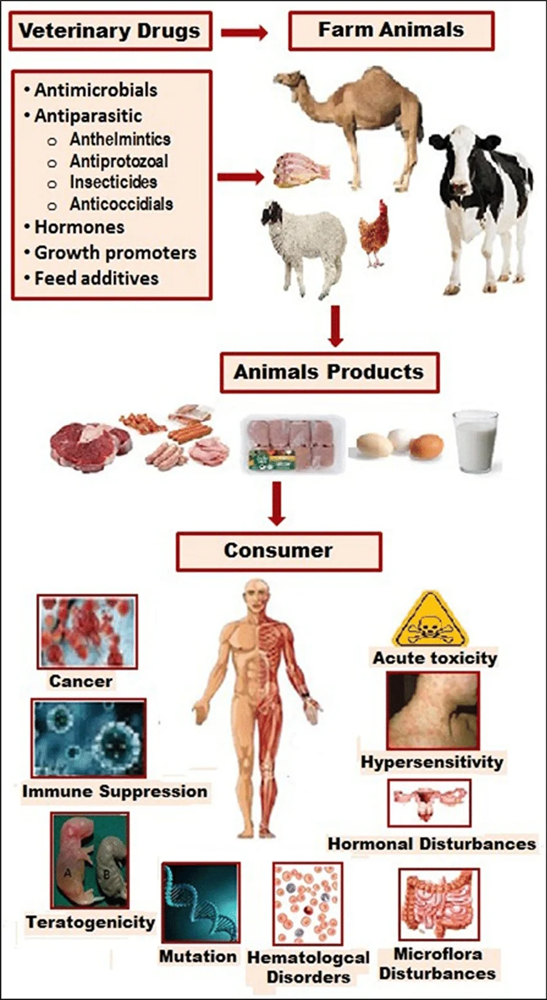 Veterinary Drugs
Farm Animals
• Antimicrobials
• Antiparasitic
o Anthelmintics
o Antiprotozoal
o Insecticides
o Anticoccidials
• Hormones
• Growth promoters
• Feed additives
Animals Products
Consumer
Cancer
Acute toxicity
Immune Suppression
Hypersensitivity
Hormonal Disturbances
A B
Teratogenicity
Mutation
Hematologcal
Disorders
Microflora
Disturbances